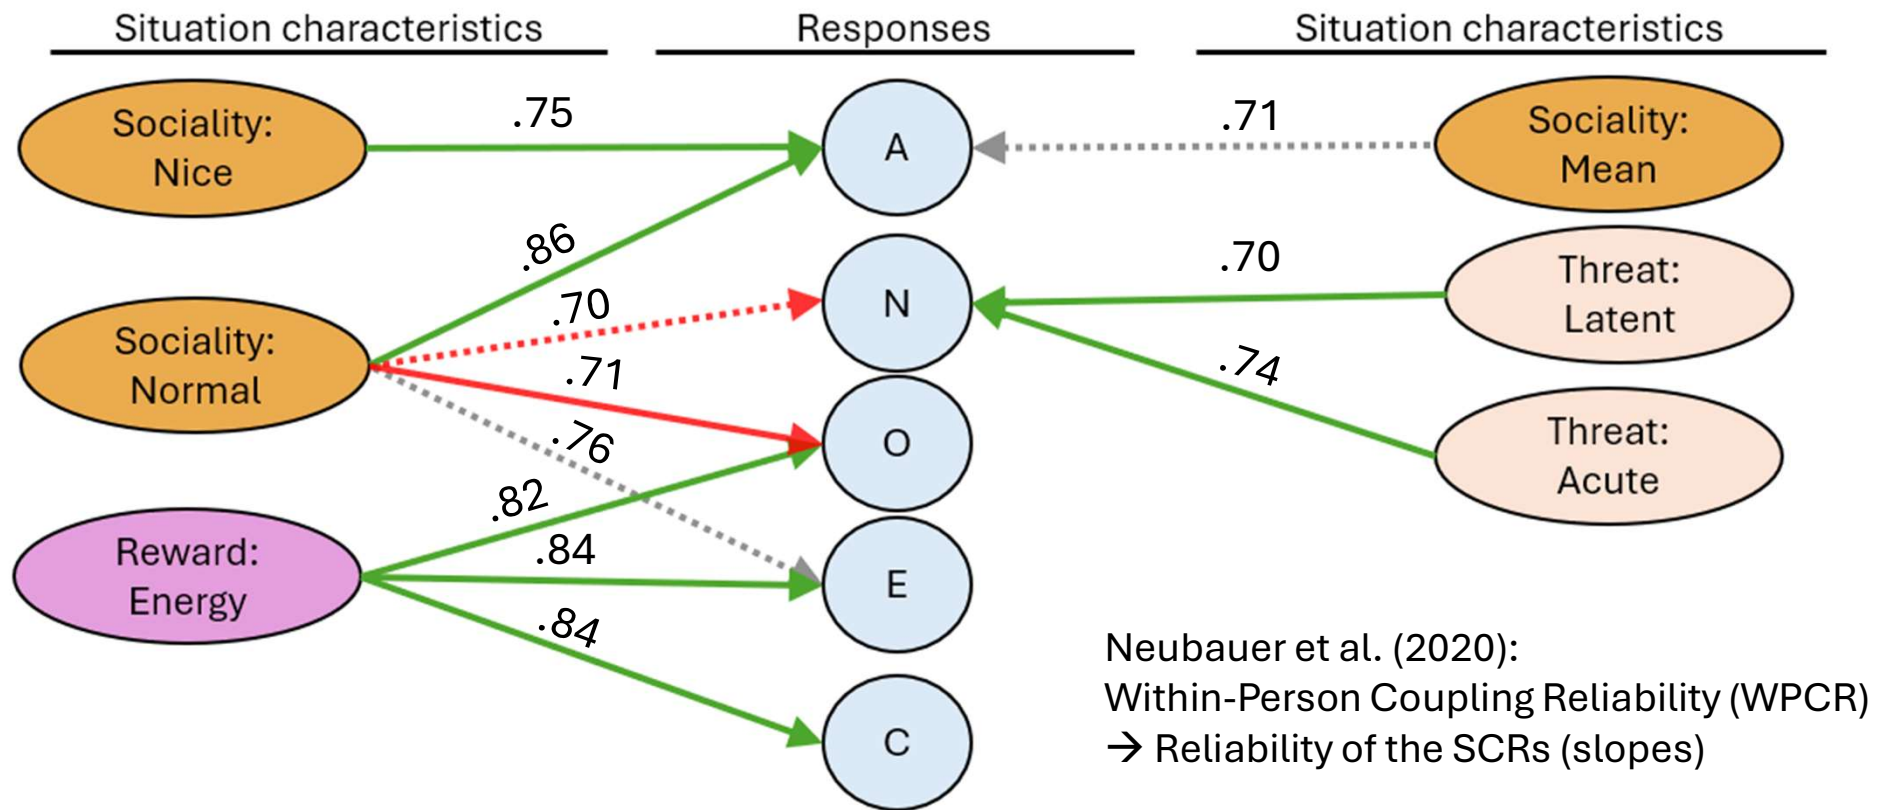 Situation characteristics
Responses
Situation characteristics
Sociality:
Nice
.75
A
.71
Sociality:
Mean
.86
.70
N
.70
Threat:
Latent
Sociality:
Normal
.71
O
.74
Threat:
Acute
.76
.82
Reward:
Energy
.84
E
.84
C
Neubauer et al. (2020):
Within-Person Coupling Reliability (WPCR)
→ Reliability of the SCRs (slopes)